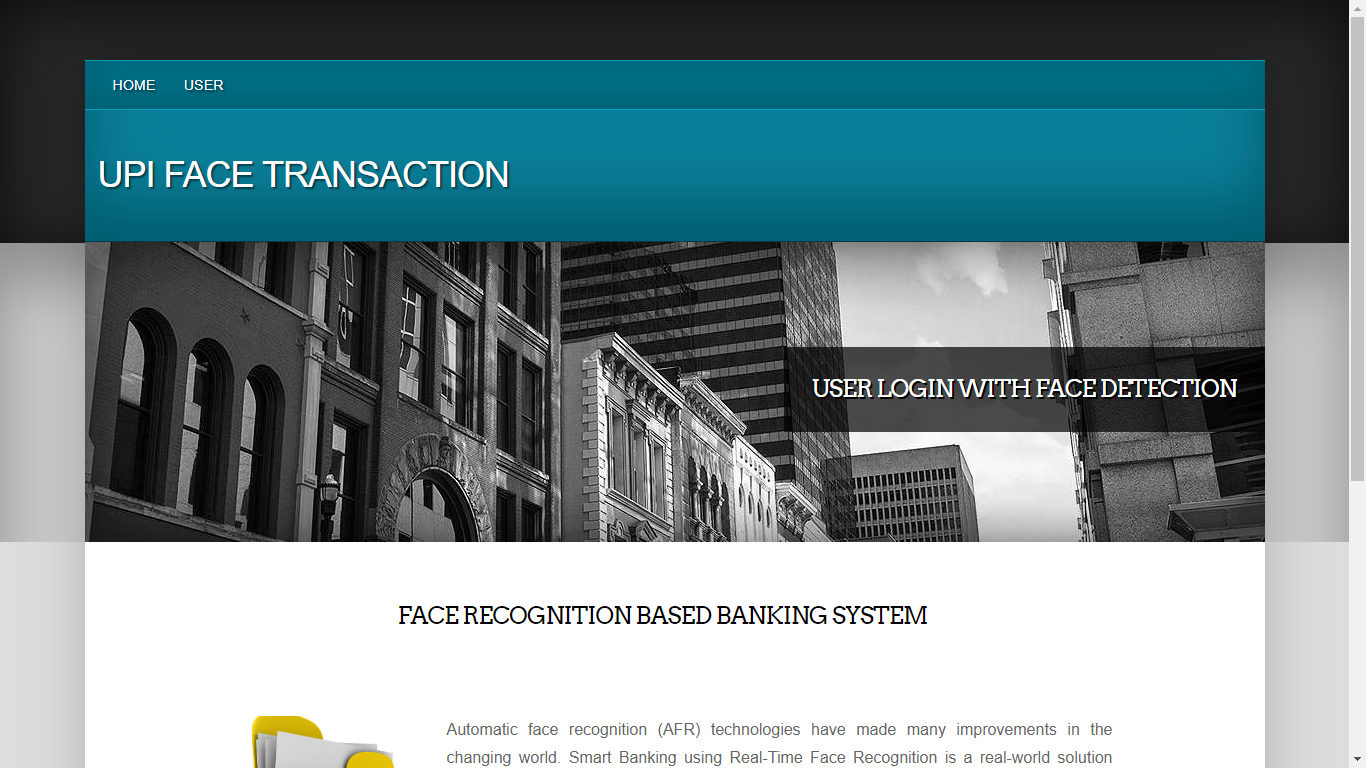 HOME USER
UPI FACE TRANSACTION
USER LOGIN WITH FACE DETECTION
FACE RECOGNITION BASED BANKING SYSTEM
Automatic face recognition (AFR) technologies have made many improvements in the
changing world. Smart Banking using Real-Time Face Recognition is a real-world solution